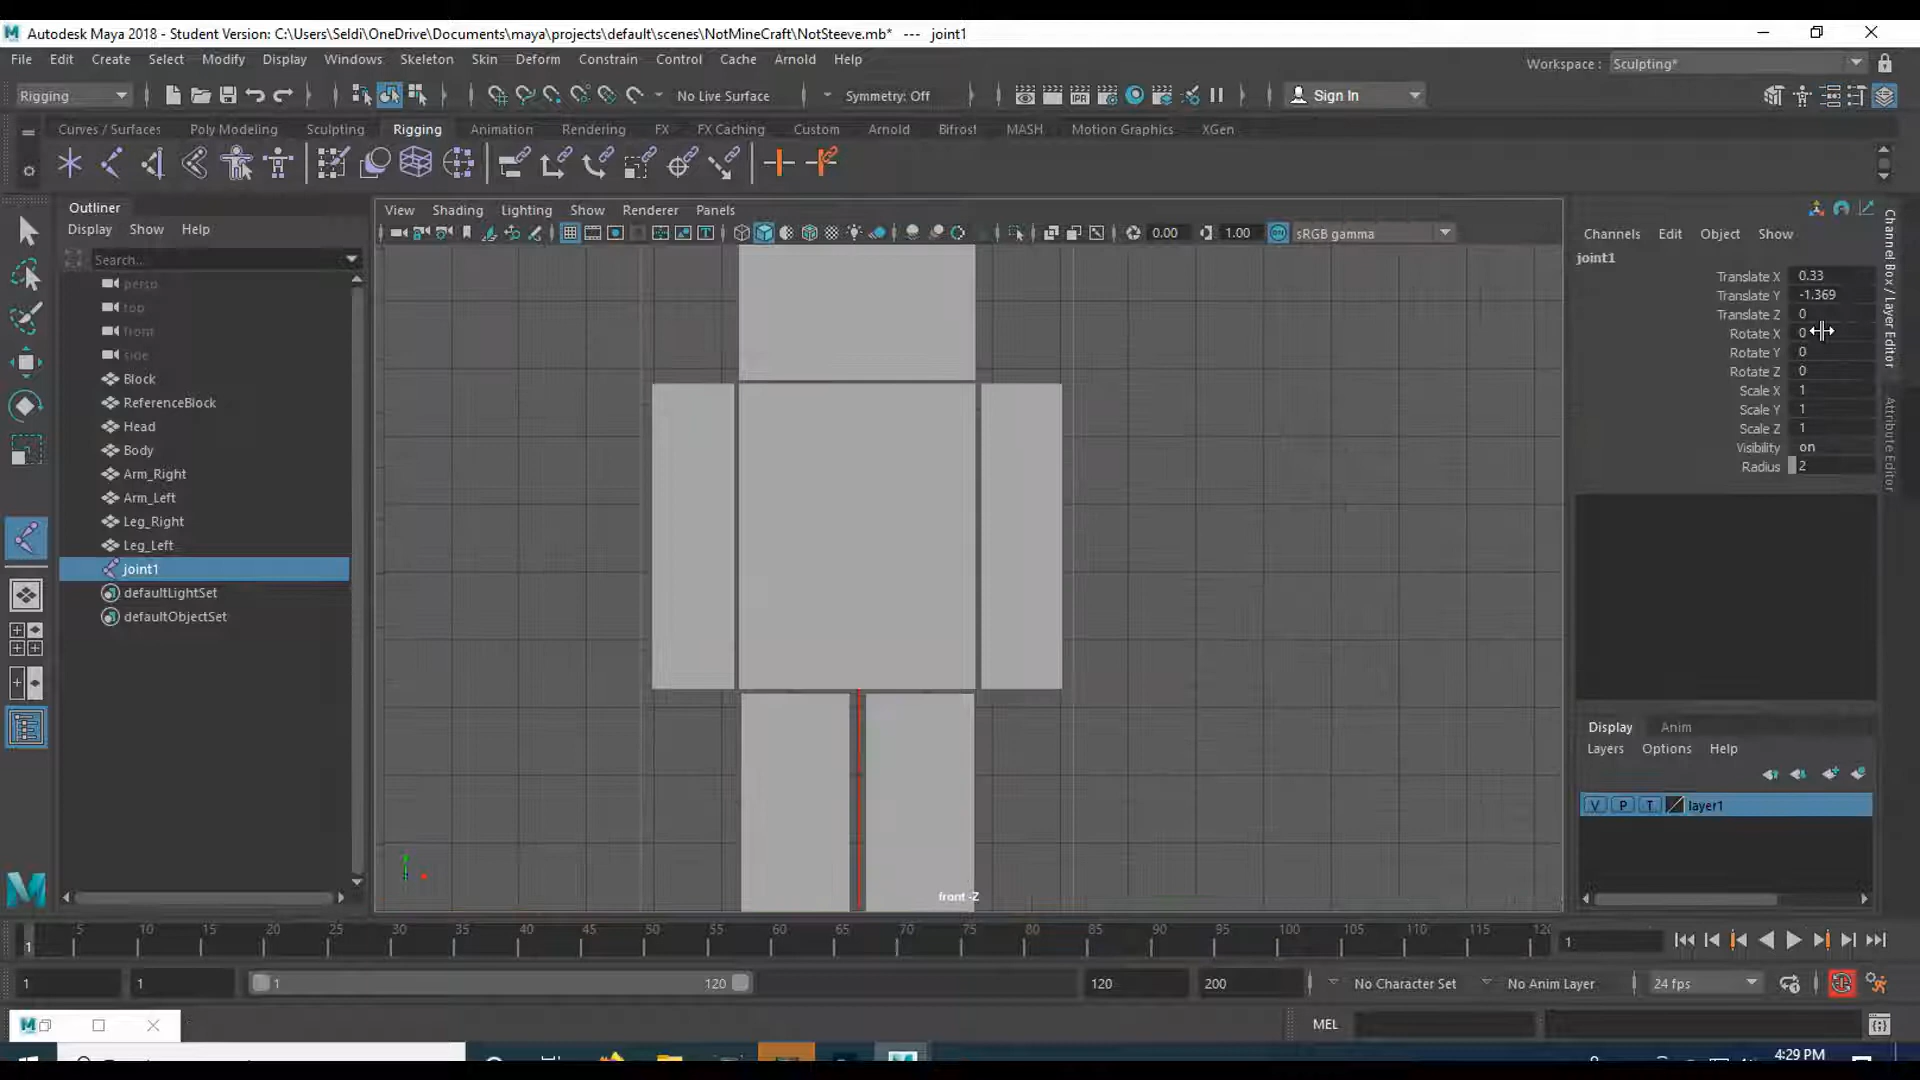 Autodesk Maya 2018 - Student Version: C:\Users\Seldi\OneDrive\Documents\maya\projects\default\scenes\NotMineCraft\NotSteeve.mb* --- joint1
File Edit Create Select Modify Display Windows Skeleton Skin Deform Constrain Control Cache Arnold Help
Workspace : Sculpting*
Rigging
No Live Surface
Symmetry: Off
IPR
Sign In
Curves / Surfaces Poly Modeling Sculpting Rigging Animation Rendering FX FX Caching Custom Arnold Bifrost MASH Motion Graphics XGen
Outliner
Display Show Help
Search...
persp
top
front
side
Block
ReferenceBlock
Head
Body
Arm_Right
Arm_Left
Leg_Right
Leg_Left
joint1
defaultLightSet
defaultObjectSet
View Shading Lighting Show Renderer Panels
0.00 1.00 ON sRGB gamma
front -Z
Channels Edit Object Show
joint1
Translate X 0.33
Translate Y -1.369
Translate Z 0
Rotate X 0
Rotate Y 0
Rotate Z 0
Scale X 1
Scale Y 1
Scale Z 1
Visibility on
Radius 2
Channel Box / Layer Editor
Attribute Editor
Display Anim
Layers Options Help
V P T layer1
5 10 15 20 25 30 35 40 45 50 55 60 65 70 75 80 85 90 95 100 105 110 115 120
1
1
1 1 1 120 120 200 No Character Set No Anim Layer 24 fps
MEL
4:29 PM